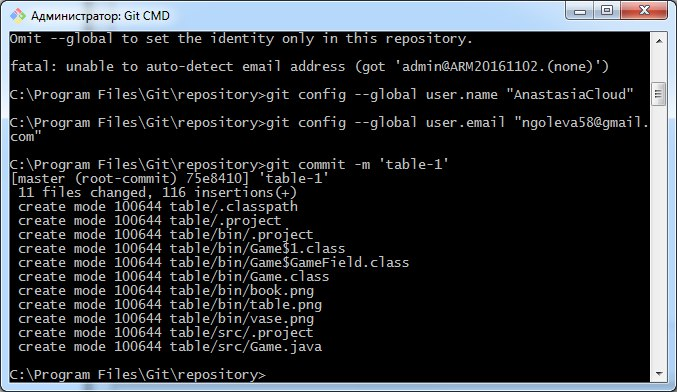 Администратор: Git CMD
Omit --global to set the identity only in this repository.
fatal: unable to auto-detect email address (got 'admin@ARM20161102.(none)')
C:\Program Files\Git\repository>git config --global user.name "AnastasiaCloud"
C:\Program Files\Git\repository>git config --global user.email "ngoleva58@gmail.
com"
C:\Program Files\Git\repository>git commit -m 'table-1'
[master (root-commit) 75e8410] 'table-1'
 11 files changed, 116 insertions(+)
 create mode 100644 table/.classpath
 create mode 100644 table/.project
 create mode 100644 table/bin/.project
 create mode 100644 table/bin/Game$1.class
 create mode 100644 table/bin/Game$GameField.class
 create mode 100644 table/bin/Game.class
 create mode 100644 table/bin/book.png
 create mode 100644 table/bin/table.png
 create mode 100644 table/bin/vase.png
 create mode 100644 table/src/.project
 create mode 100644 table/src/Game.java
C:\Program Files\Git\repository>